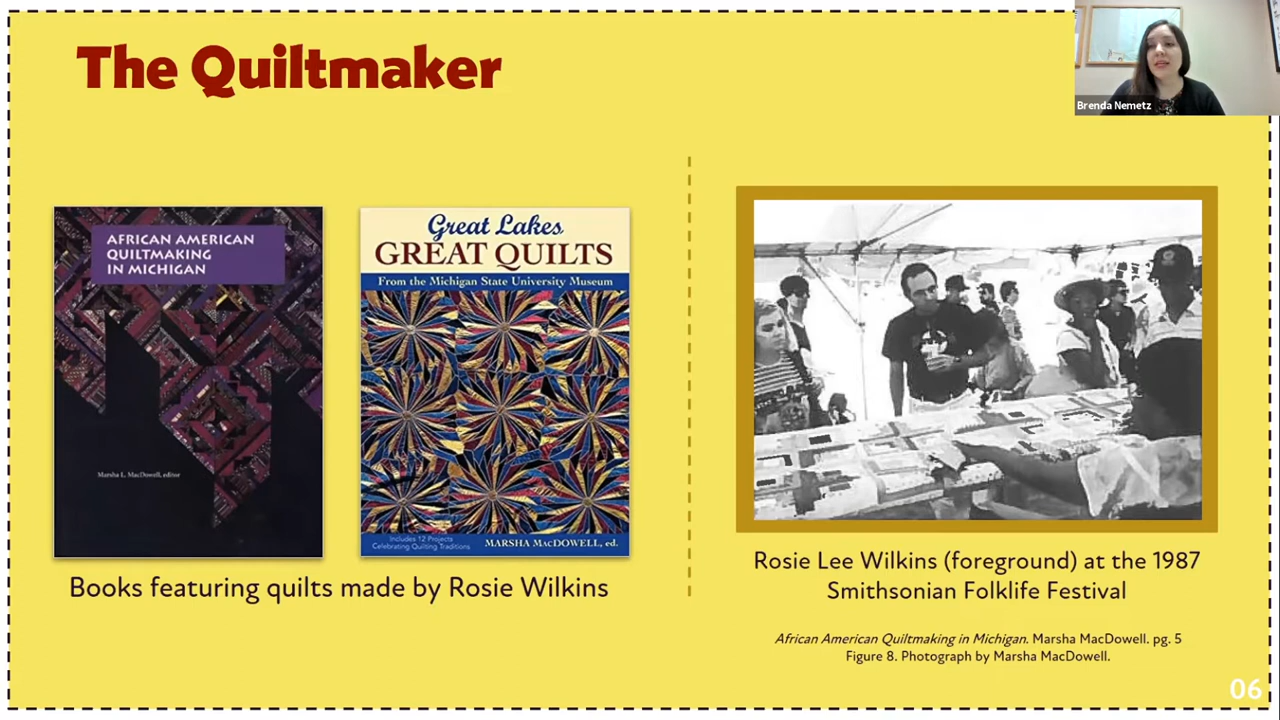 The Quiltmaker
Brenda Nemetz
AFRICAN AMERICAN
QUILTMAKING
IN MICHIGAN
Marsha L. MacDowell, editor
Great Lakes
GREAT QUILTS
From the Michigan State University Museum
Includes 12 Projects
Celebrating Quilting Traditions
MARSHA MACDOWELL, ed.
Books featuring quilts made by Rosie Wilkins
Rosie Lee Wilkins (foreground) at the 1987
Smithsonian Folklife Festival
African American Quiltmaking in Michigan. Marsha MacDowell. pg. 5
Figure 8. Photograph by Marsha MacDowell.
06